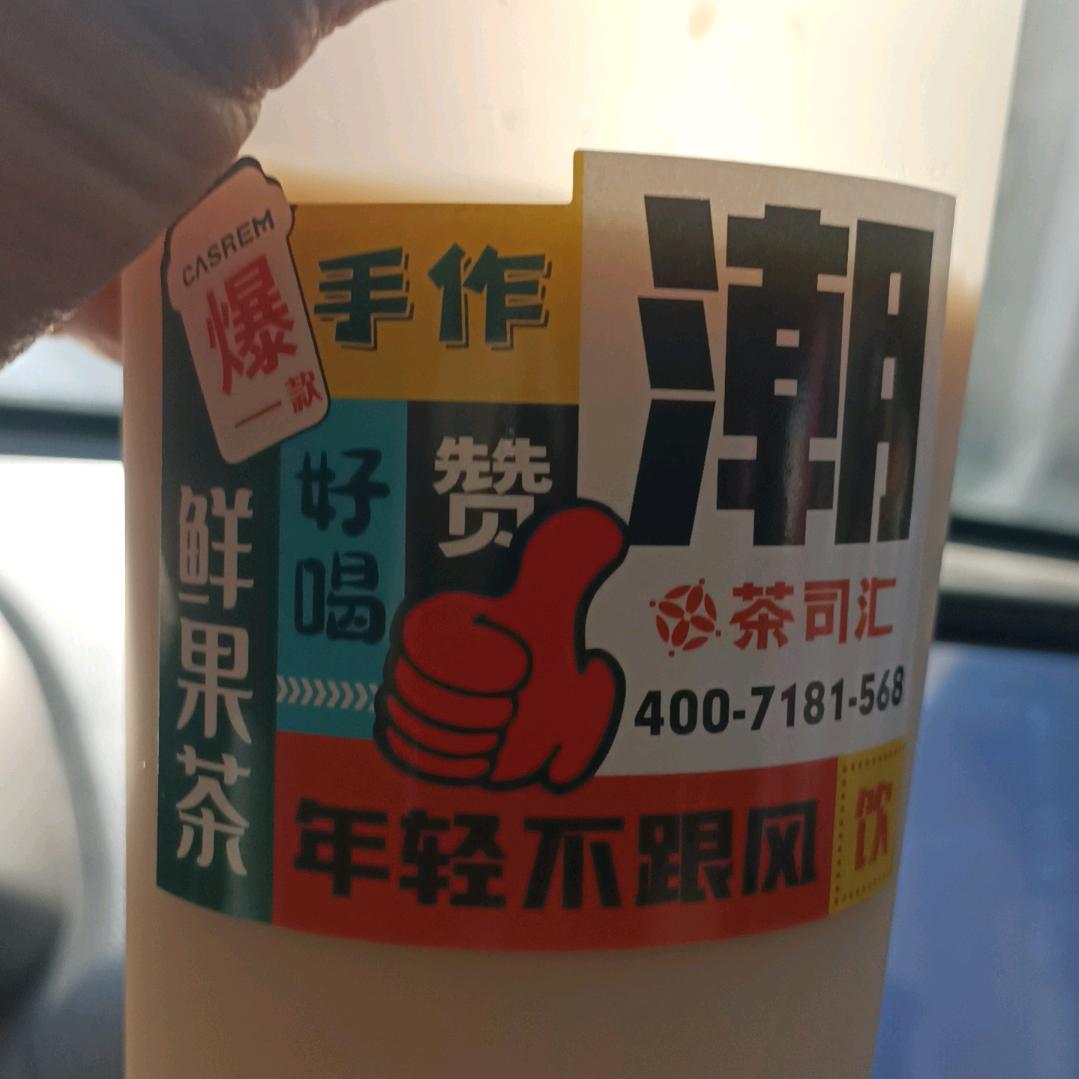 CASREM
爆
一款
手作
潮
好喝
赞
鲜果茶
茶司汇
400-7181-568
年轻不跟风
饮